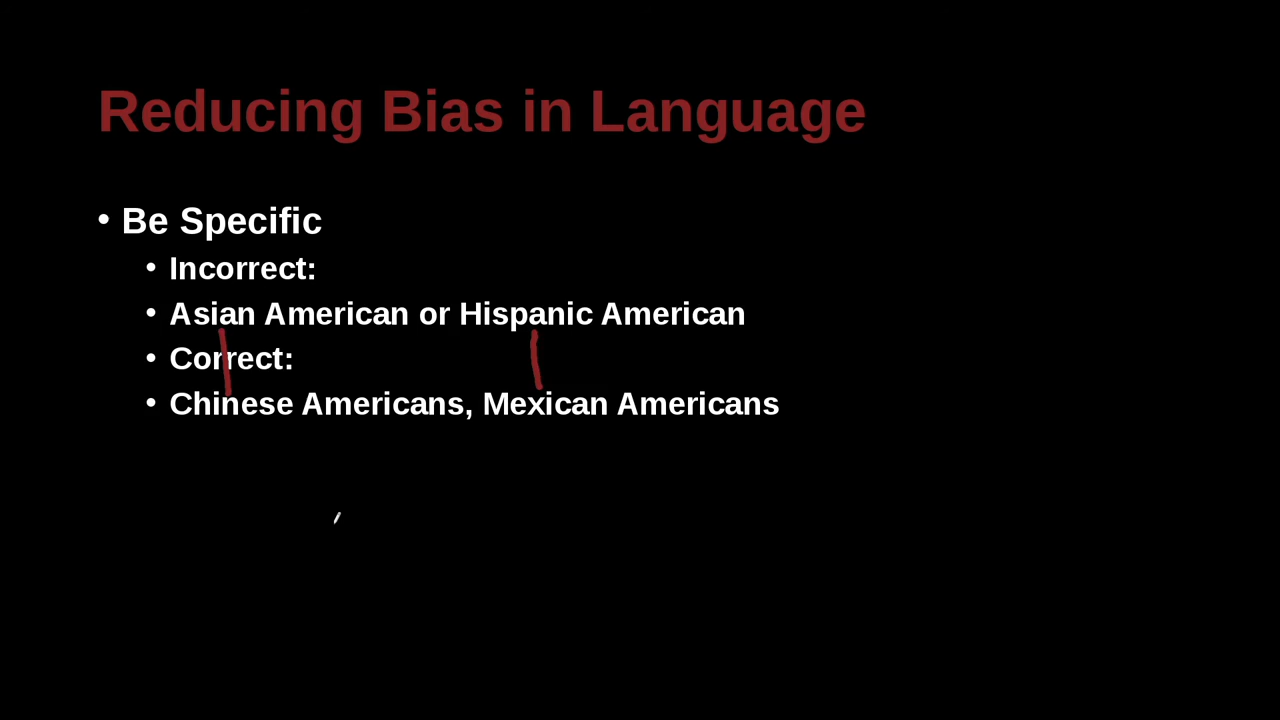 Reducing Bias in Language
• Be Specific
• Incorrect:
• Asian American or Hispanic American
• Correct:
• Chinese Americans, Mexican Americans